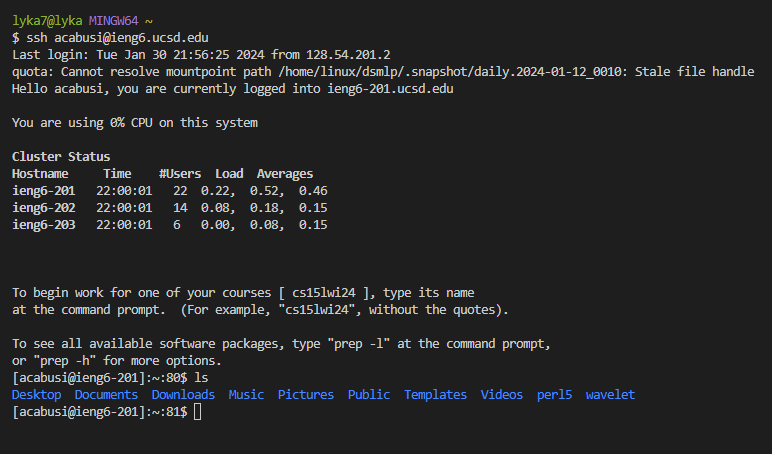 lyka7@lyka MINGW64 ~
$ ssh acabusi@ieng6.ucsd.edu
Last login: Tue Jan 30 21:56:25 2024 from 128.54.201.2
quota: Cannot resolve mountpoint path /home/linux/dsmlp/.snapshot/daily.2024-01-12_0010: Stale file handle
Hello acabusi, you are currently logged into ieng6-201.ucsd.edu
You are using 0% CPU on this system
Cluster Status
Hostname     Time    #Users  Load  Averages
ieng6-201   22:00:01   22  0.22,  0.52,  0.46
ieng6-202   22:00:01   14  0.08,  0.18,  0.15
ieng6-203   22:00:01   6   0.00,  0.08,  0.15
To begin work for one of your courses [ cs15lwi24 ], type its name
at the command prompt.  (For example, "cs15lwi24", without the quotes).
To see all available software packages, type "prep -l" at the command prompt,
or "prep -h" for more options.
[acabusi@ieng6-201]:~:80$ ls
Desktop  Documents  Downloads  Music  Pictures  Public  Templates  Videos  perl5  wavelet
[acabusi@ieng6-201]:~:81$